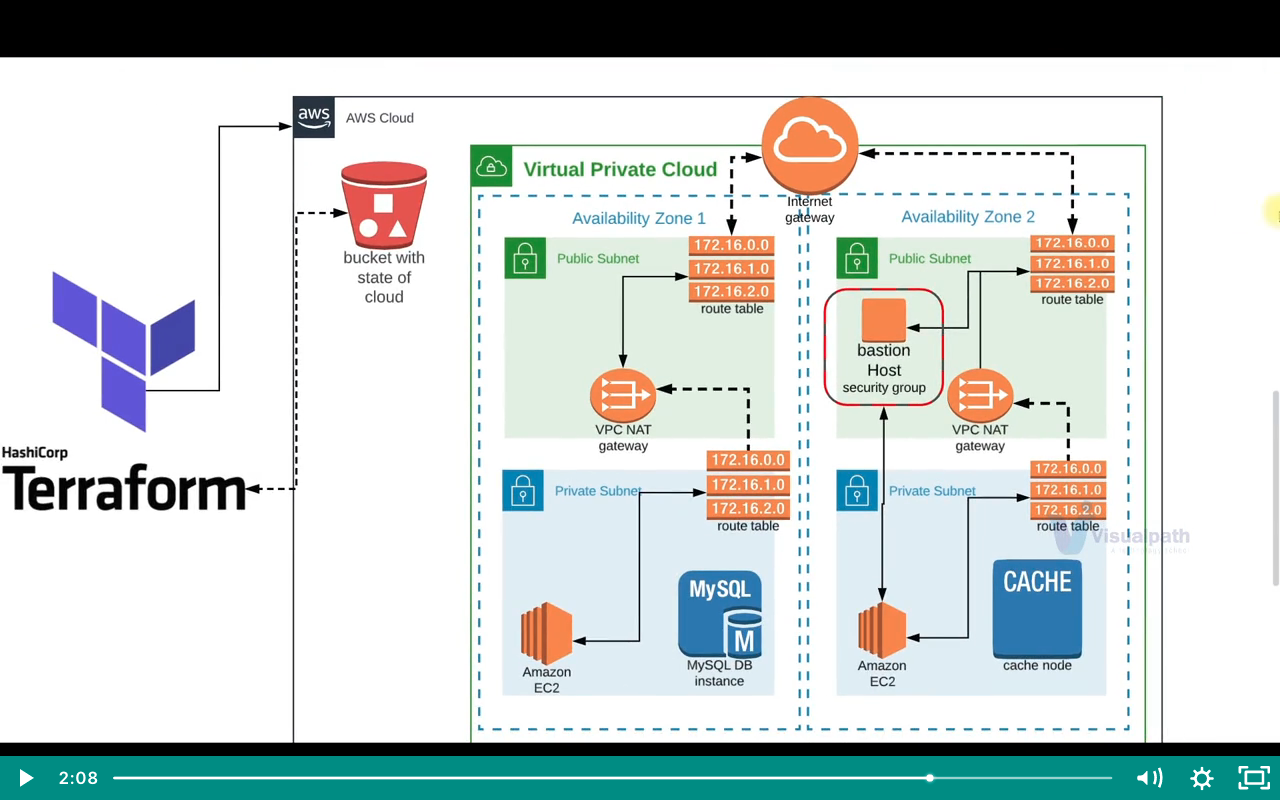 aws
AWS Cloud
Virtual Private Cloud
Internet
gateway
bucket with
state of
cloud
HashiCorp
Terraform
Availability Zone 1
Public Subnet
172.16.0.0
172.16.1.0
172.16.2.0
route table
VPC NAT
gateway
Private Subnet
172.16.0.0
172.16.1.0
172.16.2.0
route table
Amazon
EC2
MySQL
M
MySQL DB
instance
Availability Zone 2
Public Subnet
172.16.0.0
172.16.1.0
172.16.2.0
route table
bastion
Host
security group
VPC NAT
gateway
Private Subnet
172.16.0.0
172.16.1.0
172.16.2.0
route table
Visualpath
Amazon
EC2
CACHE
cache node
2:08